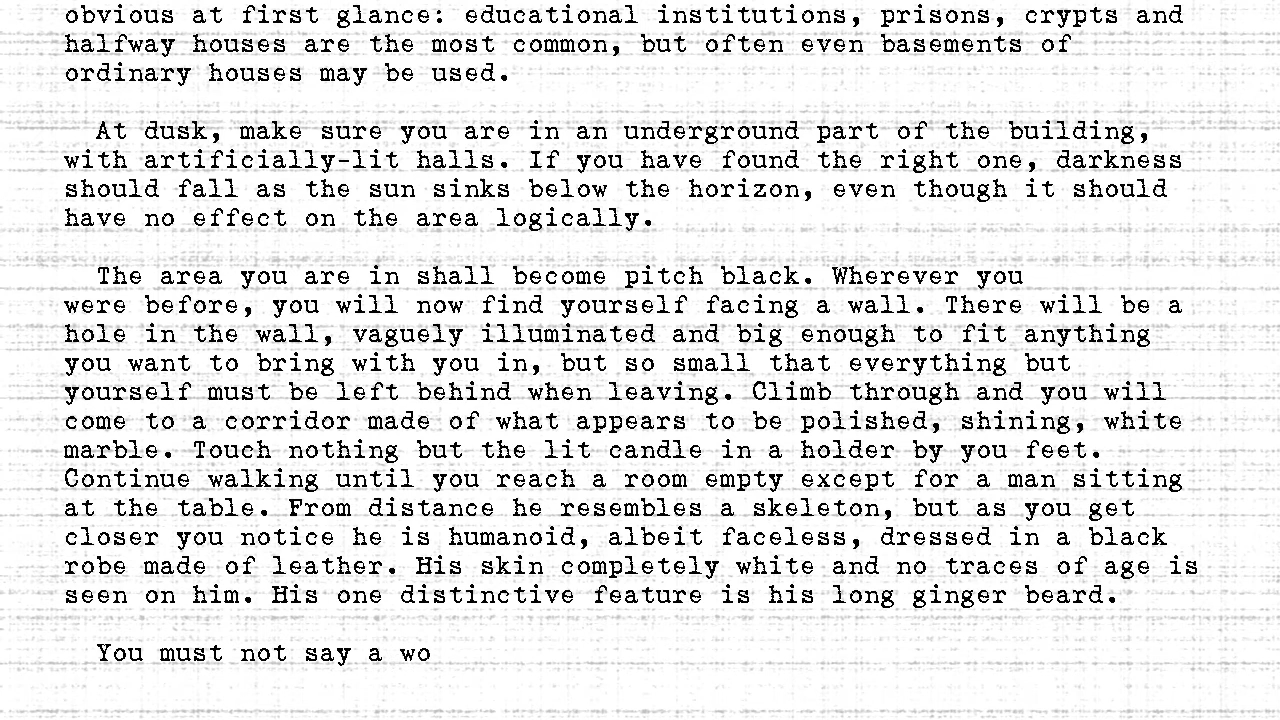 obvious at first glance: educational institutions, prisons, crypts and
halfway houses are the most common, but often even basements of
ordinary houses may be used.
At dusk, make sure you are in an underground part of the building,
with artificially-lit halls. If you have found the right one, darkness
should fall as the sun sinks below the horizon, even though it should
have no effect on the area logically.
The area you are in shall become pitch black. Wherever you
were before, you will now find yourself facing a wall. There will be a
hole in the wall, vaguely illuminated and big enough to fit anything
you want to bring with you in, but so small that everything but
yourself must be left behind when leaving. Climb through and you will
come to a corridor made of what appears to be polished, shining, white
marble. Touch nothing but the lit candle in a holder by you feet.
Continue walking until you reach a room empty except for a man sitting
at the table. From distance he resembles a skeleton, but as you get
closer you notice he is humanoid, albeit faceless, dressed in a black
robe made of leather. His skin completely white and no traces of age is
seen on him. His one distinctive feature is his long ginger beard.
You must not say a wo